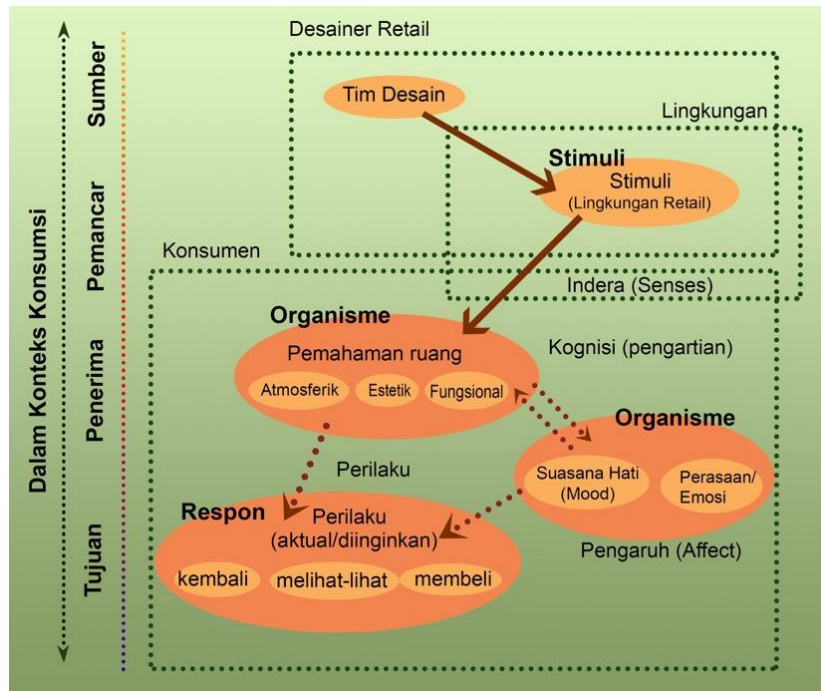 Desainer Retail
Tim Desain
Lingkungan
Stimuli
Stimuli
(Lingkungan Retail)
Konsumen
Indera (Senses)
Organisme
Pemahaman ruang
Atmosferik
Estetik
Fungsional
Kognisi (pengartian)
Organisme
Suasana Hati
(Mood)
Perasaan/
Emosi
Perilaku
Respon
Perilaku
(aktual/diinginkan)
Pengaruh (Affect)
kembali
melihat-lihat
membeli
Dalam Konteks Konsumsi
Sumber
Pemancar
Penerima
Tujuan